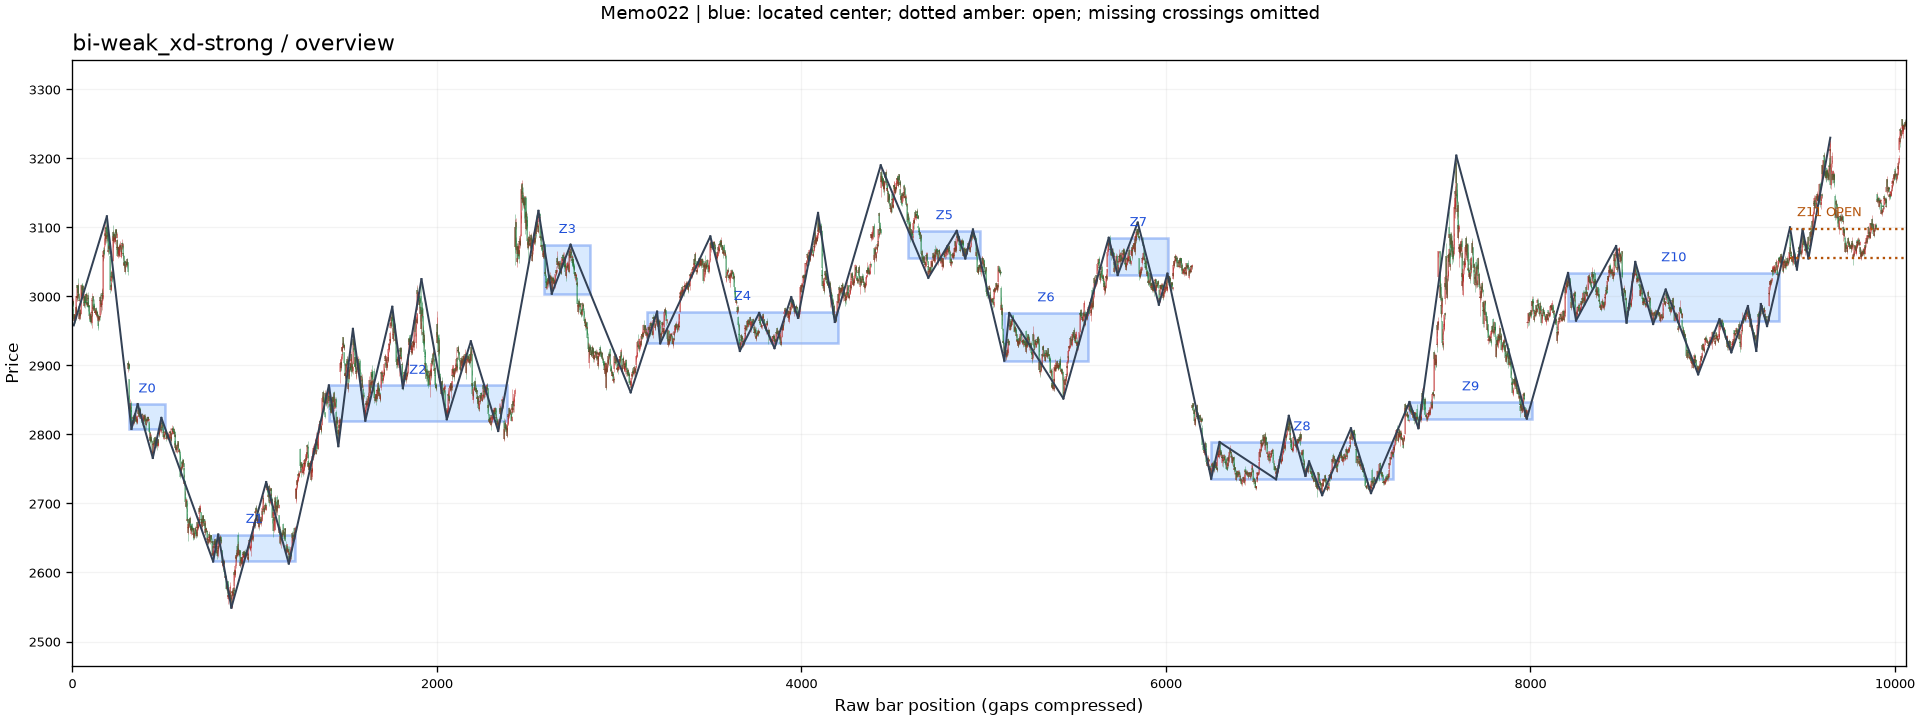 Memo022 | blue: located center; dotted amber: open; missing crossings omitted
bi-weak_xd-strong / overview
Price
3300
3200
3100
3000
2900
2800
2700
2600
2500
Z0
Z1
Z2
Z3
Z4
Z5
Z6
Z7
Z8
Z9
Z10
Z11 OPEN
0
2000
4000
6000
8000
10000
Raw bar position (gaps compressed)